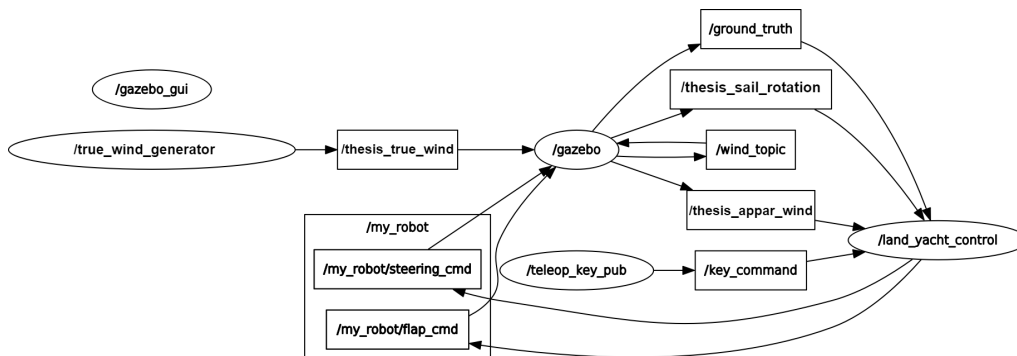 /ground_truth
/gazebo_gui
/thesis_sail_rotation
/true_wind_generator
/thesis_true_wind
/gazebo
/wind_topic
/thesis_appar_wind
/my_robot
/land_yacht_control
/my_robot/steering_cmd
/teleop_key_pub
/key_command
/my_robot/flap_cmd